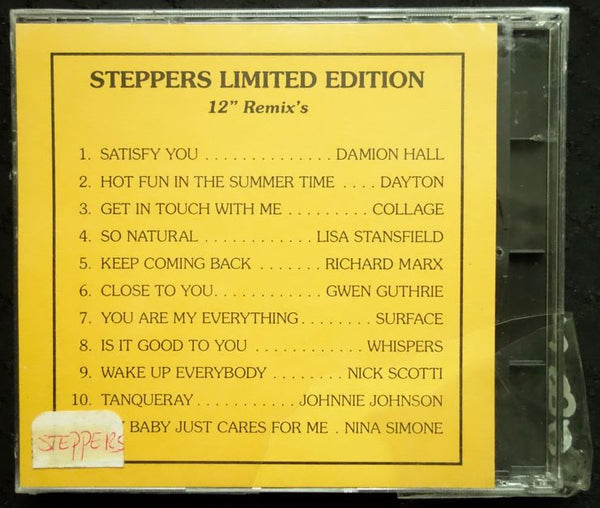 STEPPERS LIMITED EDITION
12" Remix's
1. SATISFY YOU . . . . . . . . . . . . . . DAMION HALL
2. HOT FUN IN THE SUMMER TIME . . . . DAYTON
3. GET IN TOUCH WITH ME . . . . . . . . . COLLAGE
4. SO NATURAL . . . . . . . . . . . . LISA STANSFIELD
5. KEEP COMING BACK . . . . . . . RICHARD MARX
6. CLOSE TO YOU. . . . . . . . . . . . GWEN GUTHRIE
7. YOU ARE MY EVERYTHING . . . . . . . . SURFACE
8. IS IT GOOD TO YOU . . . . . . . . . . . . WHISPERS
9. WAKE UP EVERYBODY . . . . . . . . NICK SCOTTI
10. TANQUERAY . . . . . . . . . . . JOHNNIE JOHNSON
BABY JUST CARES FOR ME . NINA SIMONE
STEPPERS